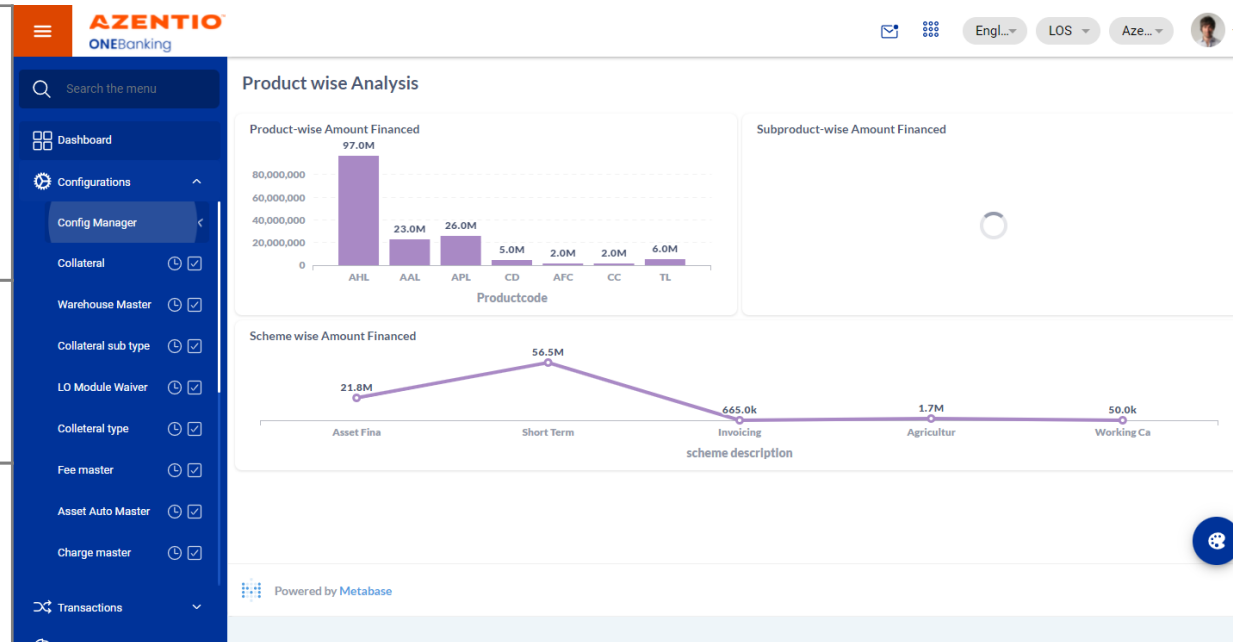 AZENTIO
ONEBanking
Engl...
LOS
Aze...
Search the menu
Dashboard
Configurations
Config Manager
Collateral
Warehouse Master
Collateral sub type
LO Module Waiver
Colleteral type
Fee master
Asset Auto Master
Charge master
Transactions
Product wise Analysis
Product-wise Amount Financed
97.0M
80,000,000
60,000,000
40,000,000
20,000,000
0
23.0M
26.0M
5.0M
2.0M
2.0M
6.0M
AHL
AAL
APL
CD
AFC
CC
TL
Productcode
Subproduct-wise Amount Financed
Scheme wise Amount Financed
21.8M
56.5M
665.0k
1.7M
50.0k
Asset Fina
Short Term
Invoicing
Agricultur
Working Ca
scheme description
Powered by Metabase